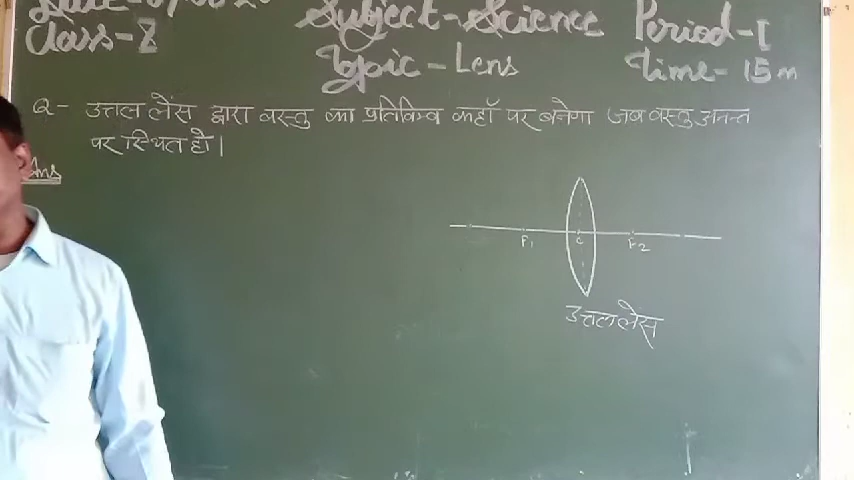 Subject-Science Period-I
Class-8
Topic-Lens Time-15m
Q- उत्तल लेंस द्वारा वस्तु का प्रतिबिम्ब कहाँ पर बनेगा जब वस्तु अनन्त
पर स्थित हो।
Ans
F1 C F2
उत्तल लेंस